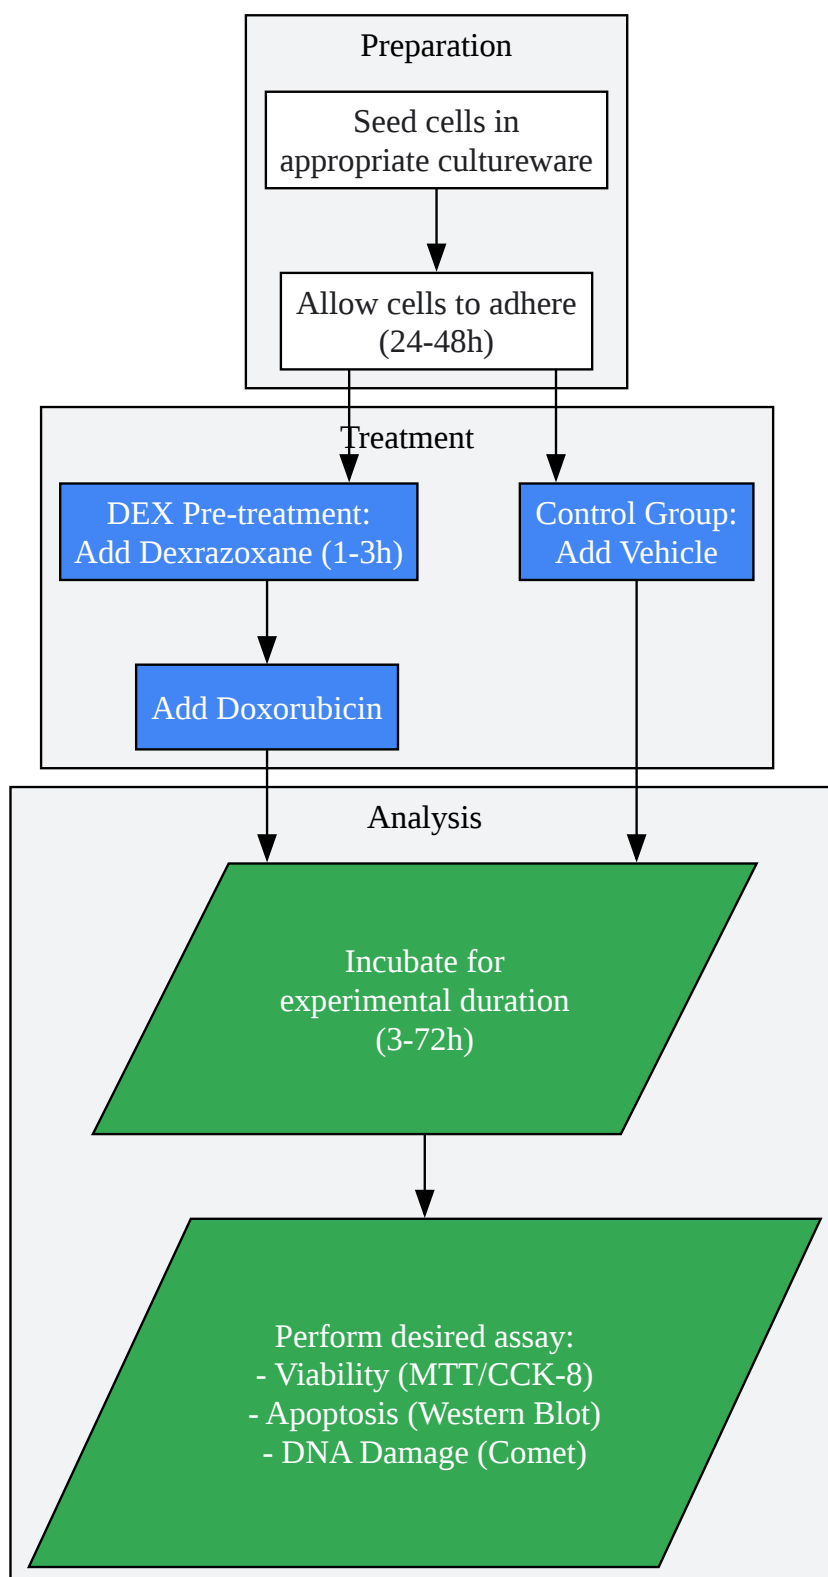 Preparation
Seed cells in
appropriate cultureware
Allow cells to adhere
(24-48h)
Treatment
DEX Pre-treatment:
Add Dexrazoxane (1-3h)
Control Group:
Add Vehicle
Add Doxorubicin
Analysis
Incubate for
experimental duration
(3-72h)
Perform desired assay:
- Viability (MTT/CCK-8)
- Apoptosis (Western Blot)
- DNA Damage (Comet)